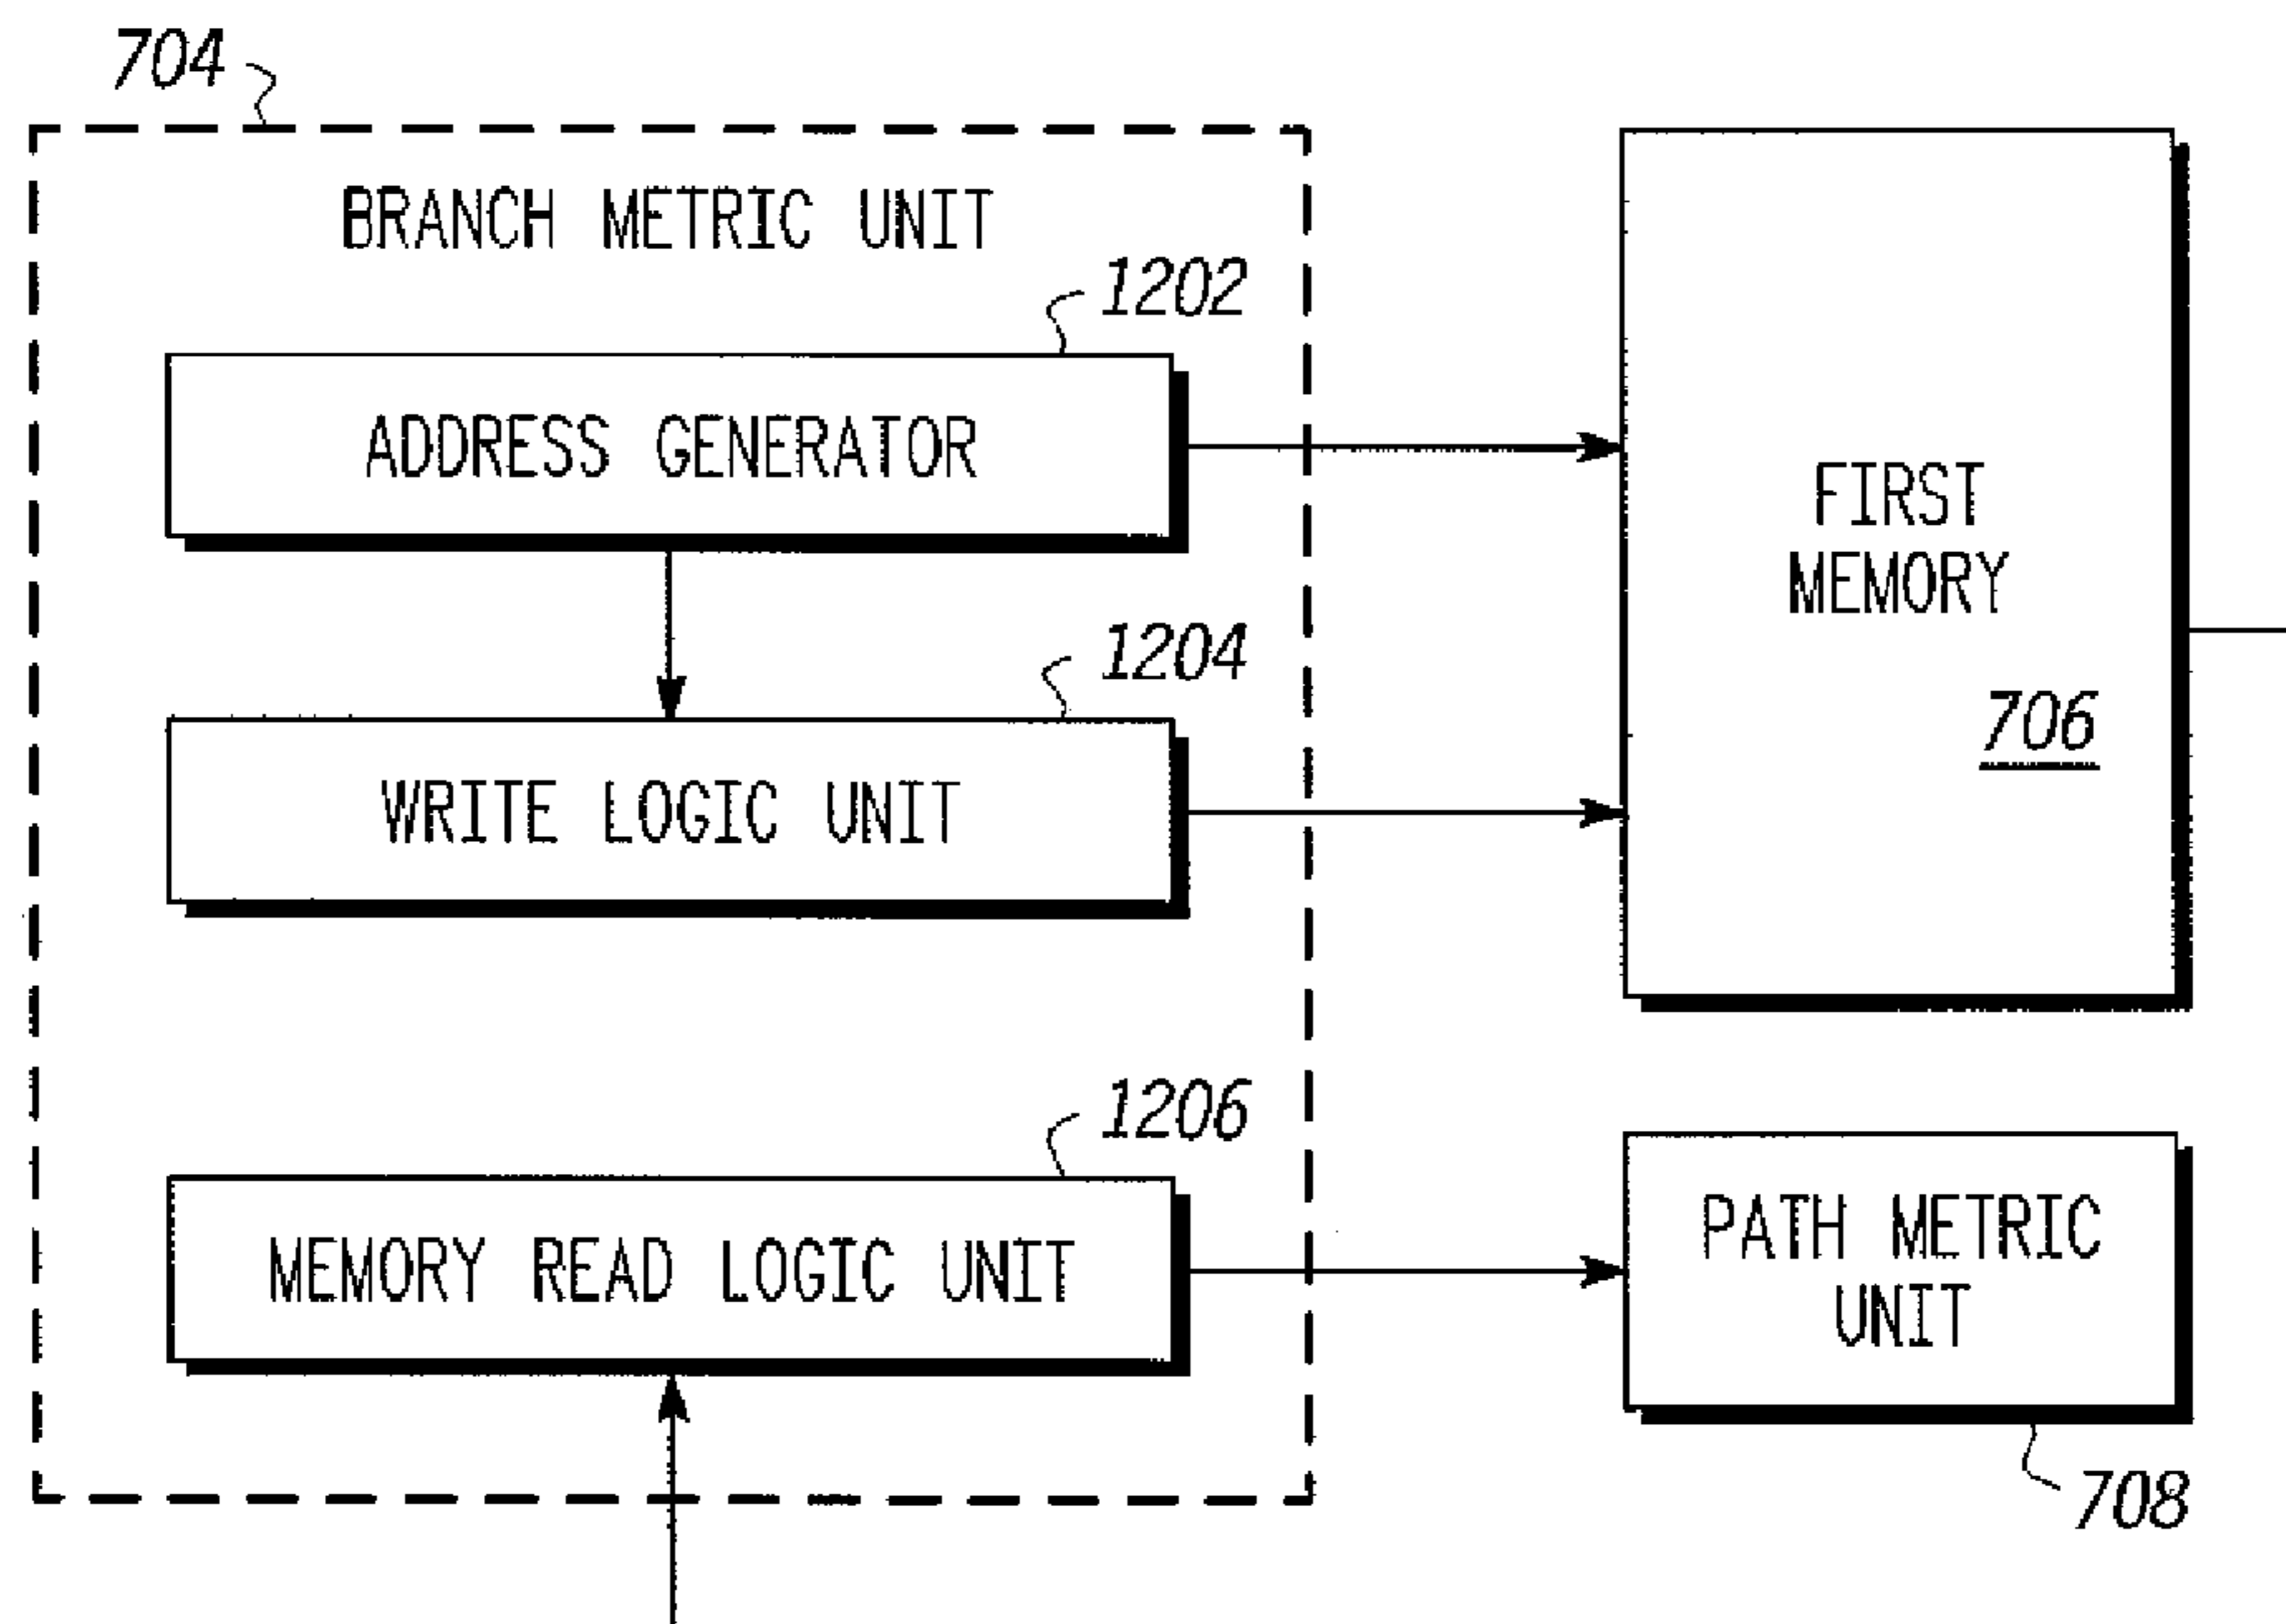 704
BRANCH METRIC UNIT
1202
ADDRESS GENERATOR
FIRST
MEMORY
1204
706
WRITE LOGIC UNIT
1206
MEMORY READ LOGIC UNIT
PATH METRIC
UNIT
708